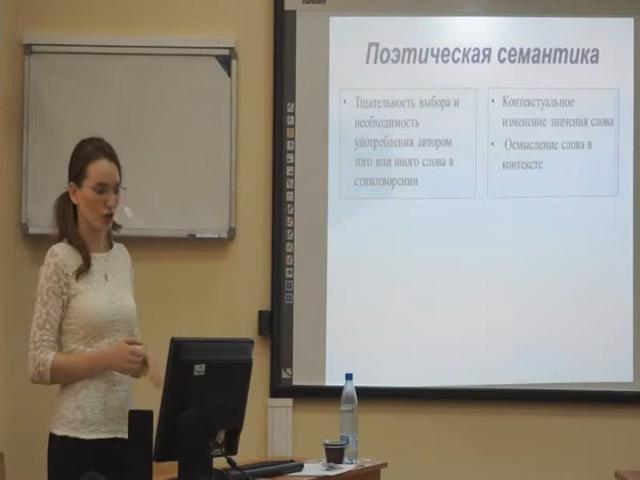 Поэтическая семантика
• Тщательность выбора и
необходимость
употребления автором
того или иного слова в
стихотворении
• Контекстуальное
изменение значения слова
• Осмысление слова в
контексте